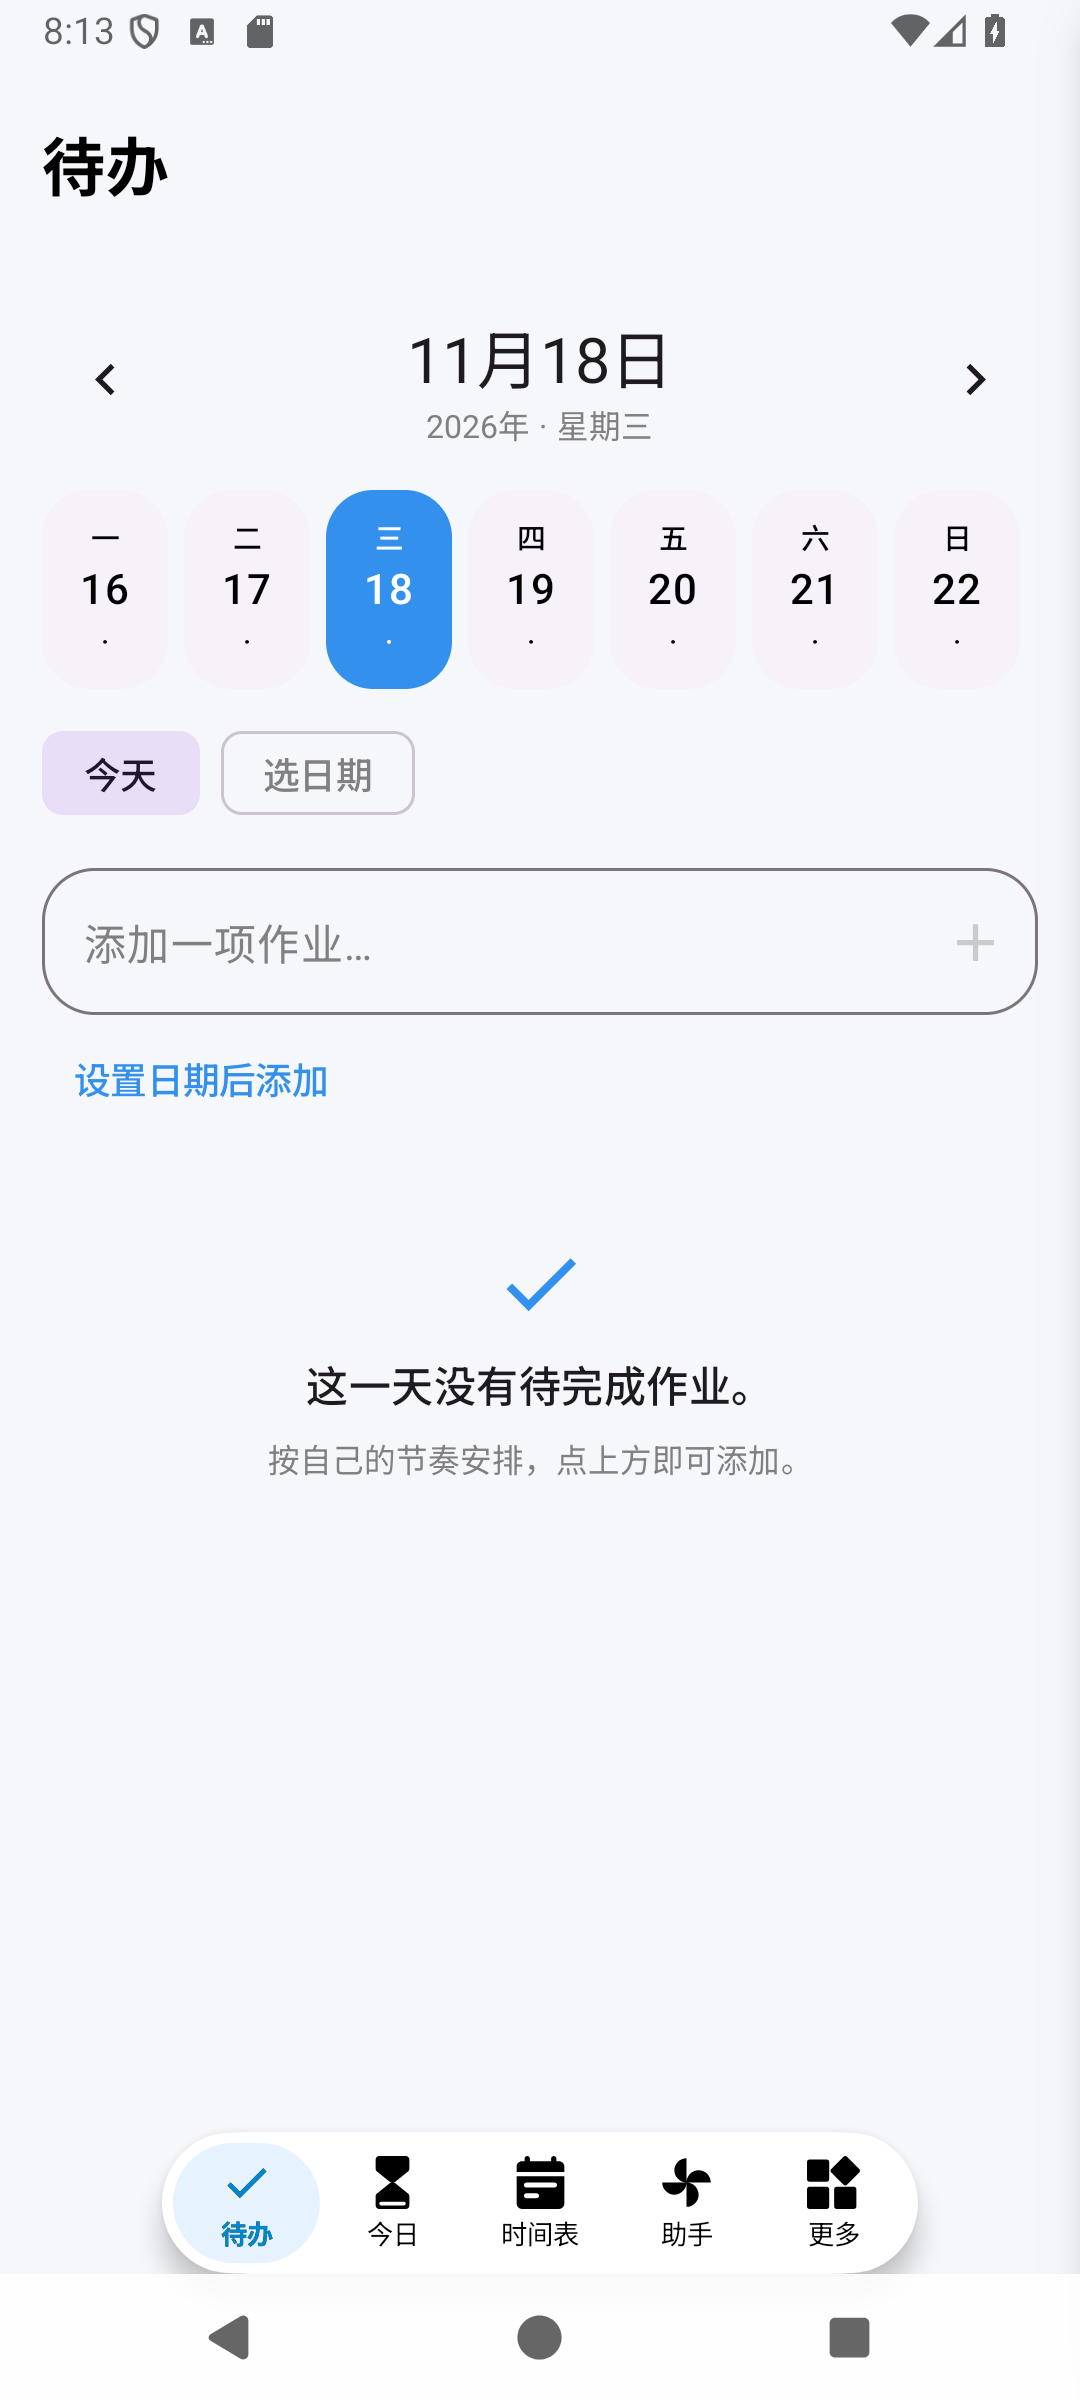 8:13
待办
11月18日
2026年 · 星期三
一 二 三 四 五 六 日
16 17 18 19 20 21 22
· · · · · · ·
今天 选日期
添加一项作业...
设置日期后添加
这一天没有待完成作业。
按自己的节奏安排，点上方即可添加。
待办 今日 时间表 助手 更多